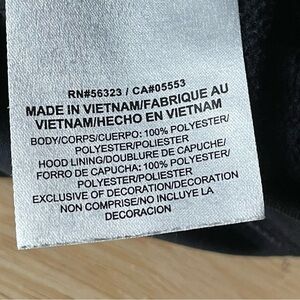 RN#56323 / CA#05553
MADE IN VIETNAM/FABRIQUE AU
VIETNAM/HECHO EN VIETNAM
BODY/CORPS/CUERPO: 100% POLYESTER/
POLYESTER/POLIESTER
HOOD LINING/DOUBLURE DE CAPUCHE/
FORRO DE CAPUCHA: 100% POLYESTER/
POLYESTER/POLIESTER
EXCLUSIVE OF DECORATION/DECORATION
NON COMPRISE/NO INCLUYE LA
DECORACION